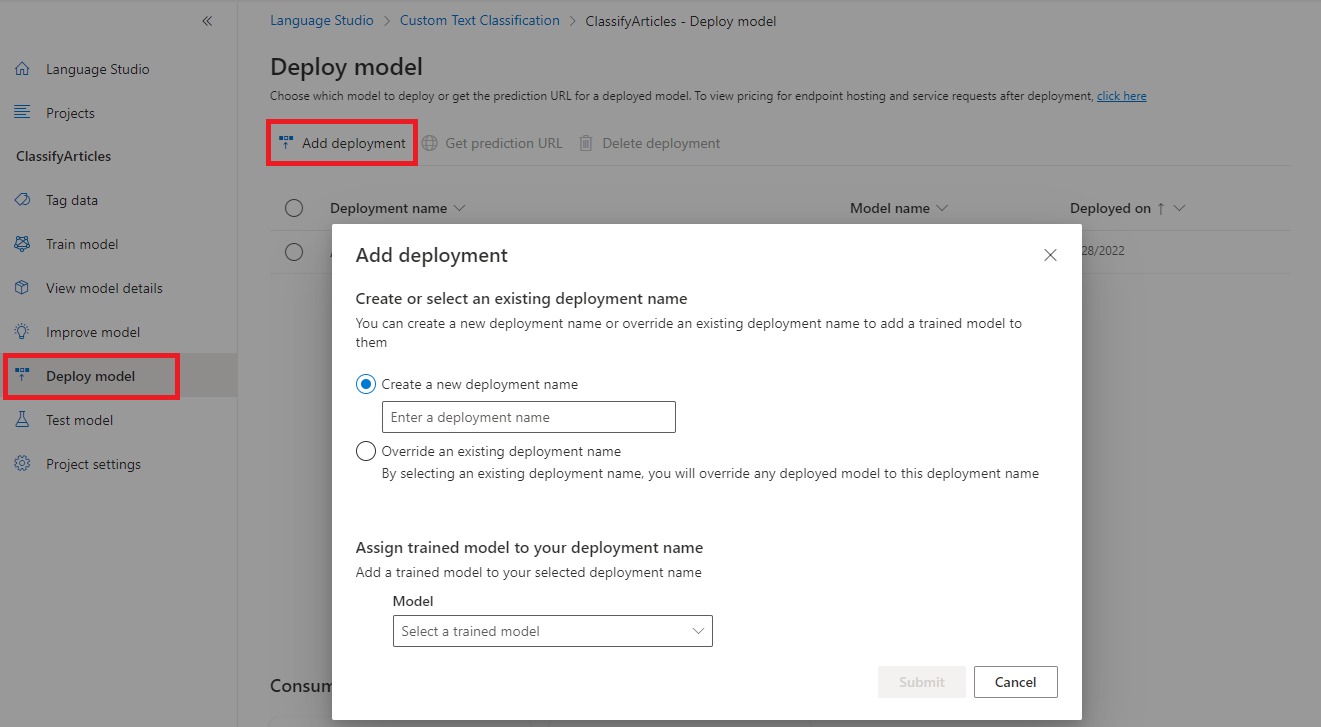 Language Studio > Custom Text Classification > ClassifyArticles - Deploy model
Language Studio
Projects
ClassifyArticles
Tag data
Train model
View model details
Improve model
Deploy model
Test model
Project settings
Deploy model
Choose which model to deploy or get the prediction URL for a deployed model. To view pricing for endpoint hosting and service requests after deployment, click here
Add deployment Get prediction URL Delete deployment
Deployment name Model name Deployed on ↑
28/2022
Add deployment
Create or select an existing deployment name
You can create a new deployment name or override an existing deployment name to add a trained model to
them
Create a new deployment name
Enter a deployment name
Override an existing deployment name
By selecting an existing deployment name, you will override any deployed model to this deployment name
Assign trained model to your deployment name
Add a trained model to your selected deployment name
Model
Select a trained model
Submit Cancel
Consum